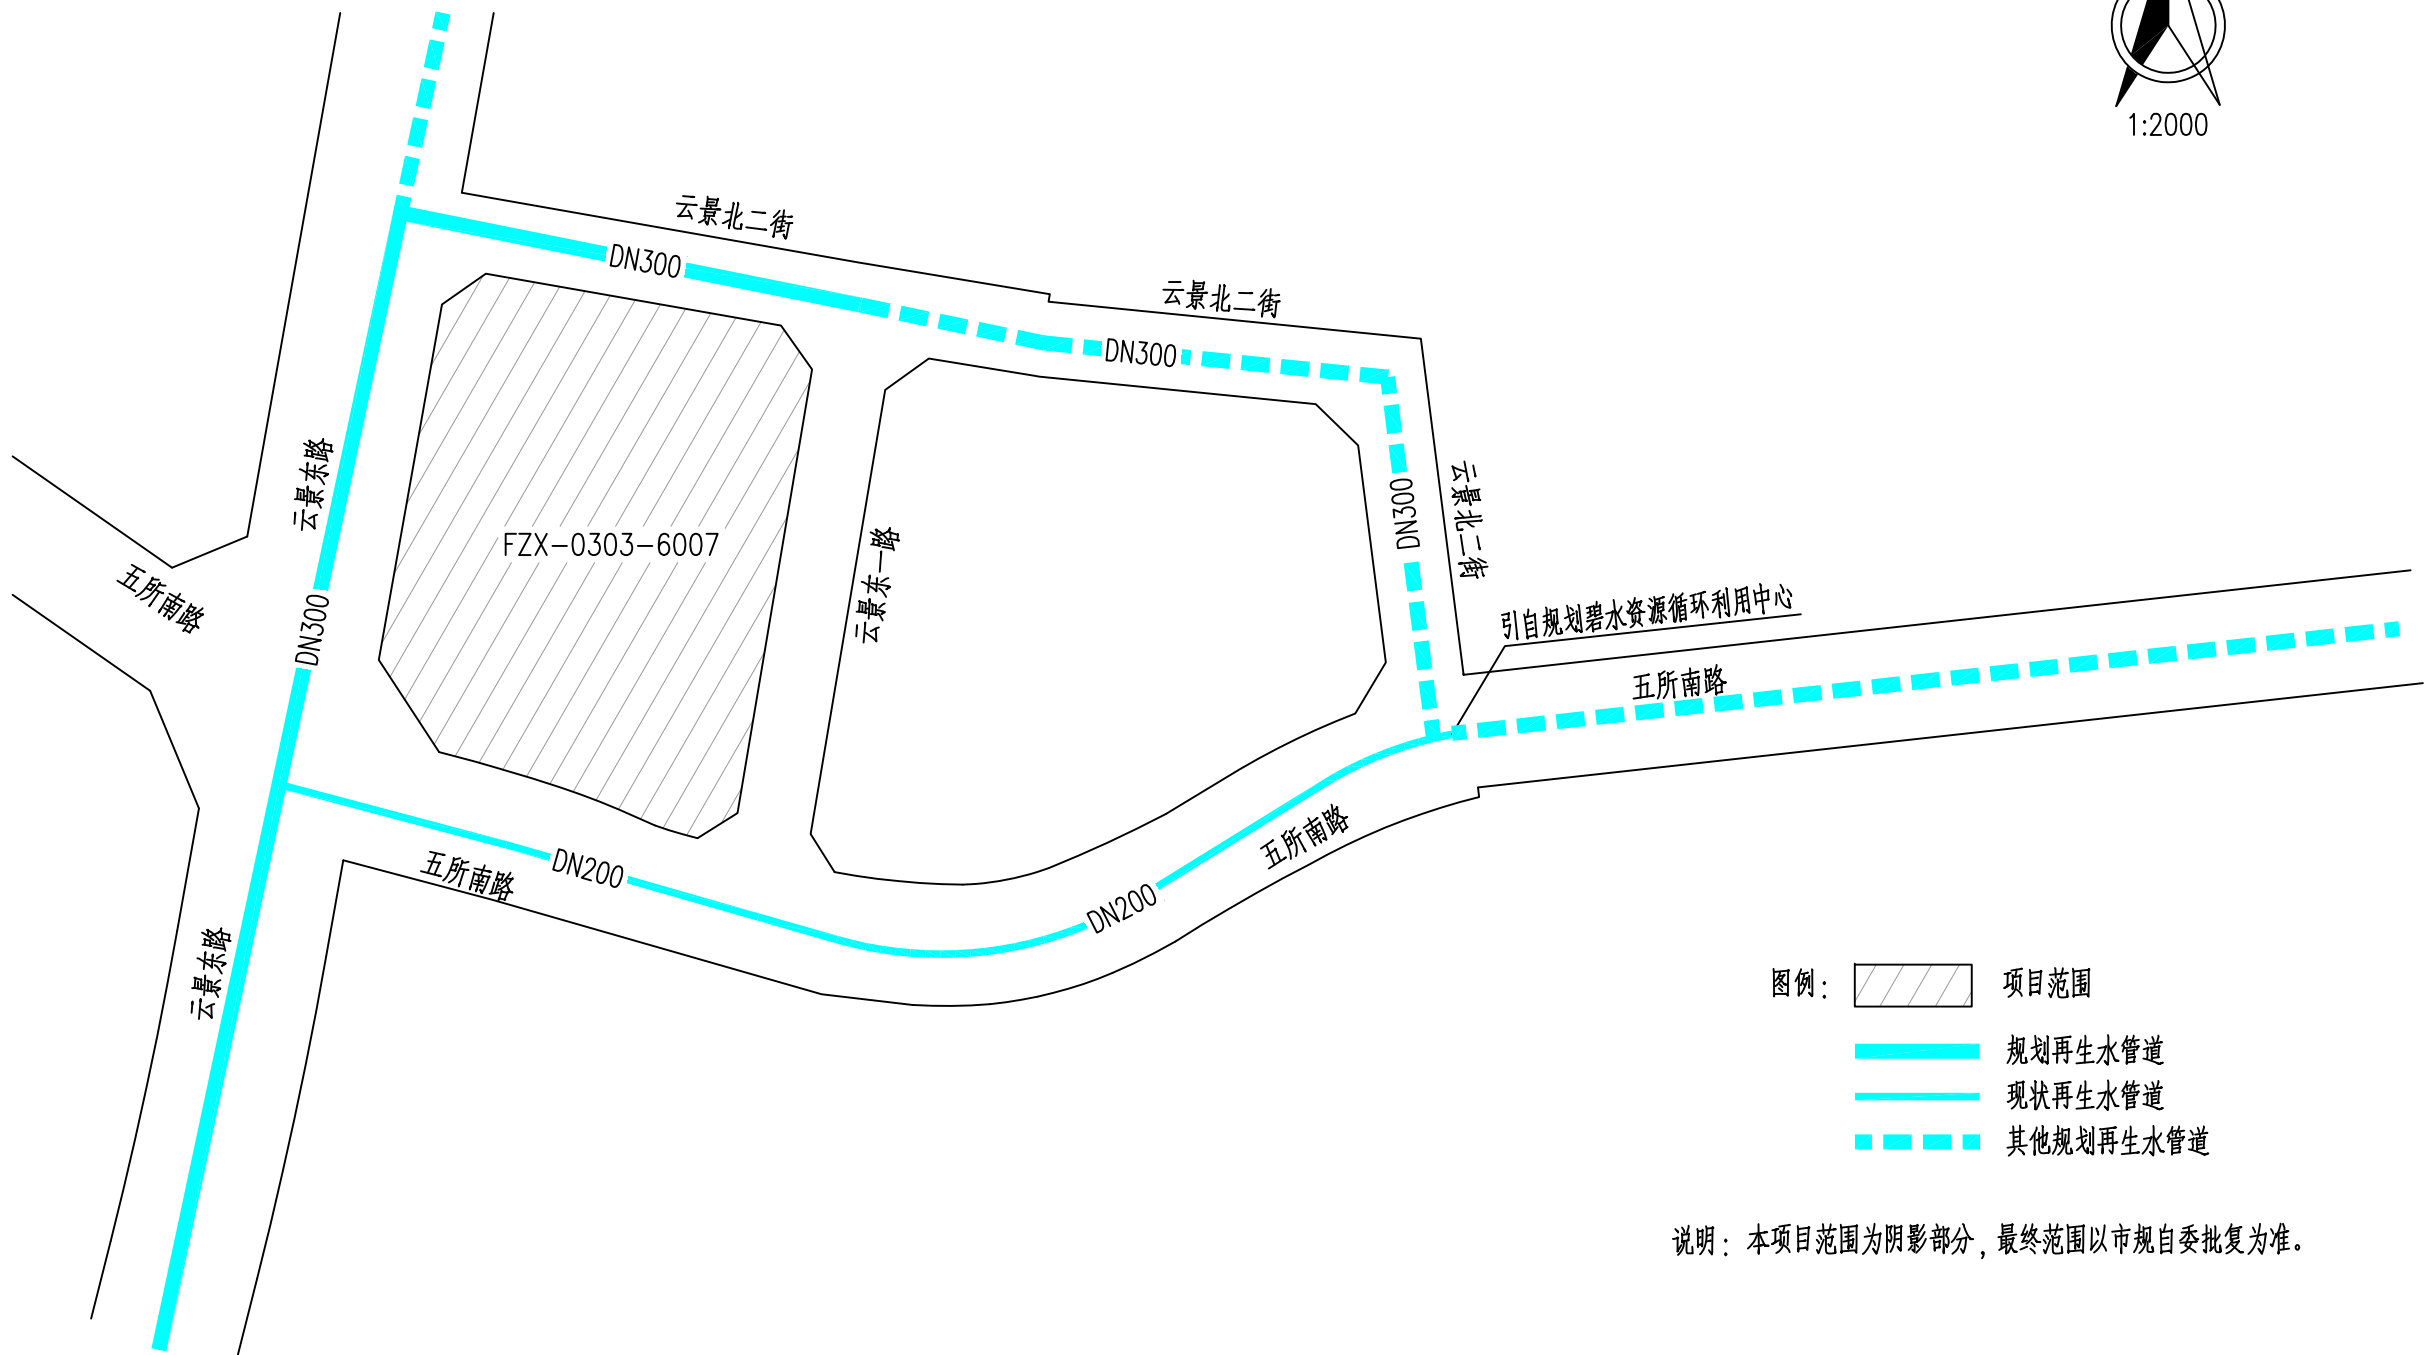 1:2000
云景北二街
DN300
云景北二街
DN300
云景东路
DN300
云景北二街
FZX-0303-6007
云景东一路
五所南路
DN300
引自规划碧水资源循环利用中心
五所南路
五所南路
DN200
五所南路
DN200
云景东路
图例：
项目范围
规划再生水管道
现状再生水管道
其他规划再生水管道
说明：本项目范围为阴影部分，最终范围以市规自委批复为准。